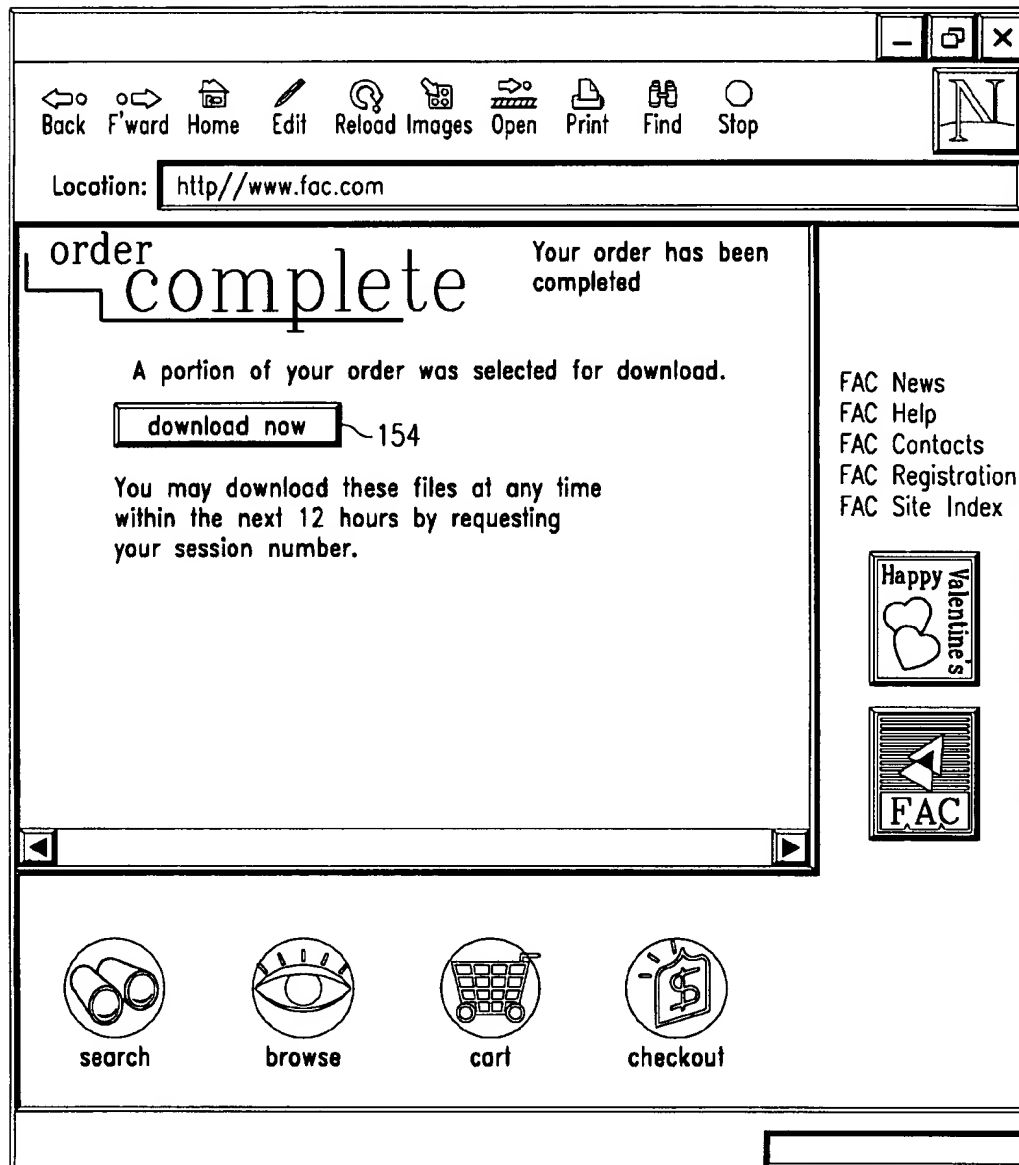 N
Back F'ward Home Edit Reload Images Open Print Find Stop
Location: http//www.fac.com
order
complete
Your order has been
completed
A portion of your order was selected for download.
download now 154
You may download these files at any time
within the next 12 hours by requesting
your session number.
FAC News
FAC Help
FAC Contacts
FAC Registration
FAC Site Index
Happy
Valentine's
FAC
search browse cart checkout